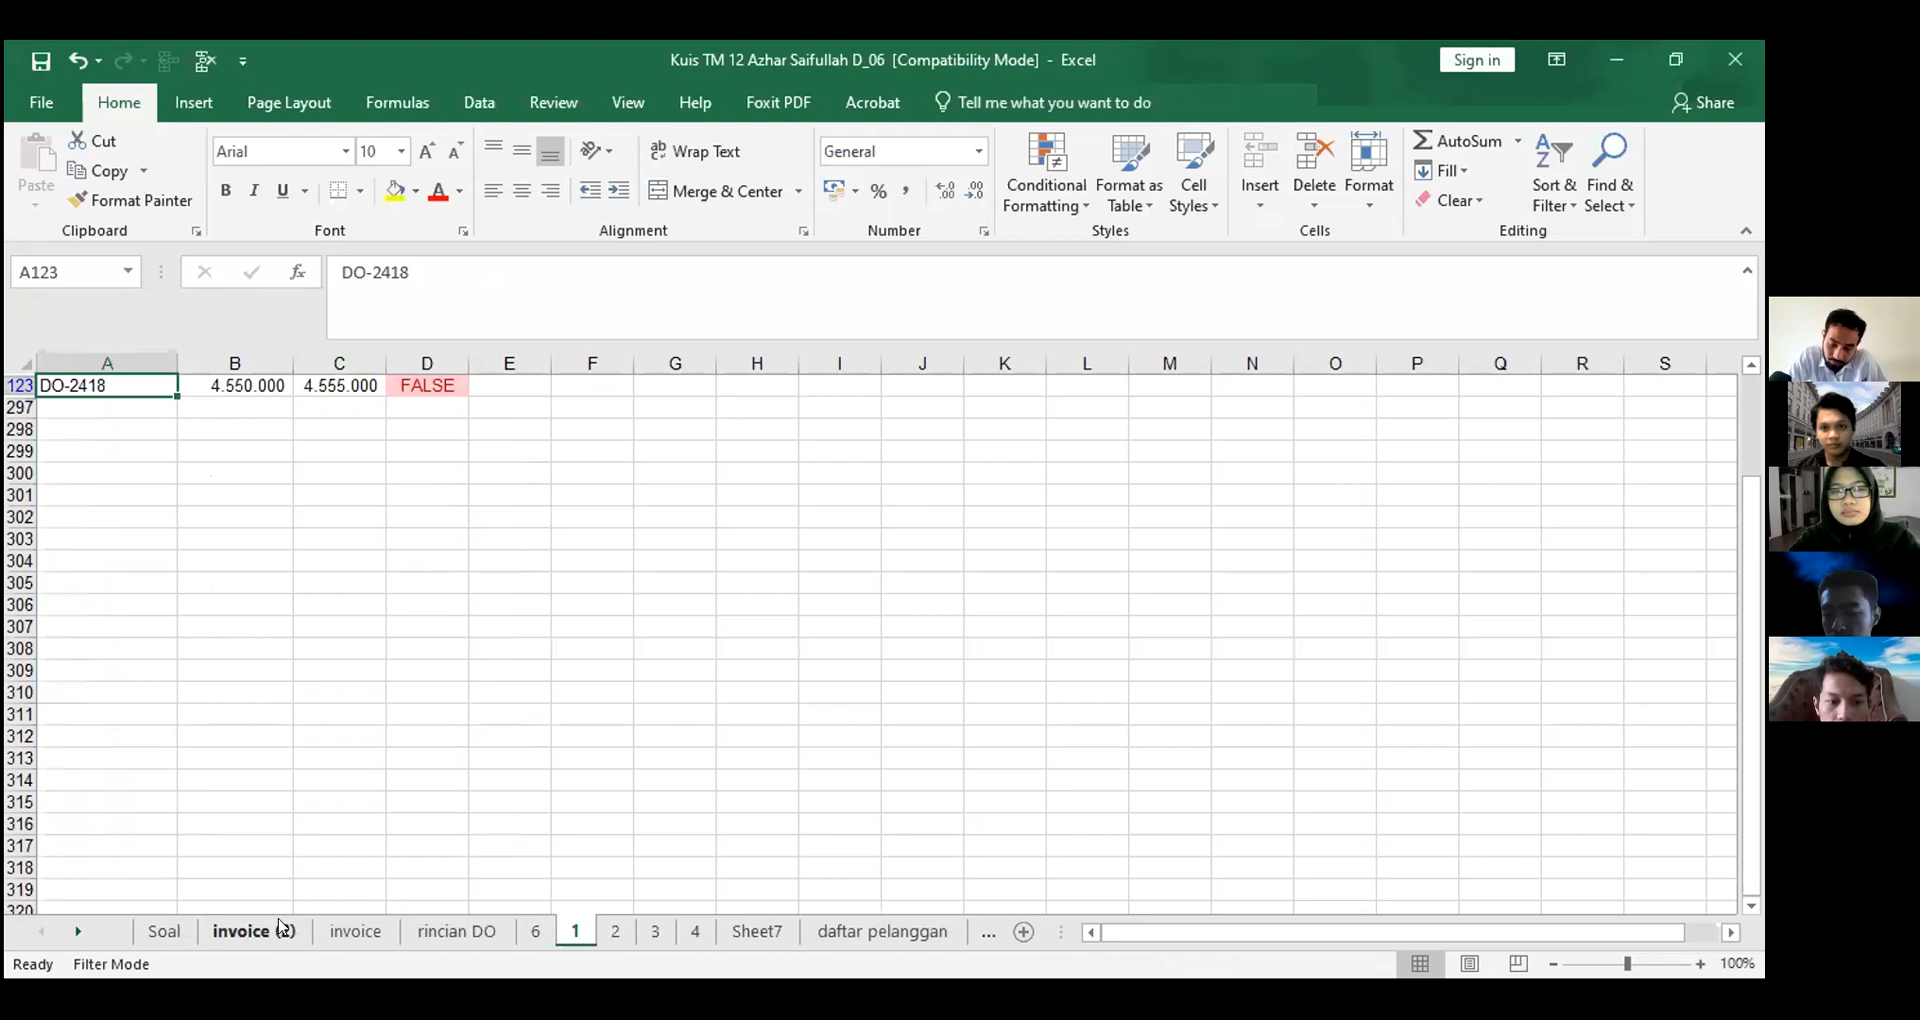 Kuis TM 12 Azhar Saifullah D_06 [Compatibility Mode] - Excel
Sign in
File Home Insert Page Layout Formulas Data Review View Help Foxit PDF Acrobat Tell me what you want to do Share
Paste
Cut
Copy
Format Painter
Clipboard
Arial 10
B I U
Font
Wrap Text
Merge & Center
Alignment
General
Number
Conditional Formatting
Format as Table
Cell Styles
Styles
Insert
Delete
Format
Cells
AutoSum
Fill
Clear
Sort & Filter
Find & Select
Editing
A123 fx DO-2418
A B C D E F G H I J K L M N O P Q R S
123 DO-2418 4.550.000 4.555.000 FALSE
297
298
299
300
301
302
303
304
305
306
307
308
309
310
311
312
313
314
315
316
317
318
319
320
Soal invoice (2) invoice rincian DO 6 1 2 3 4 Sheet7 daftar pelanggan ...
Ready Filter Mode 100%